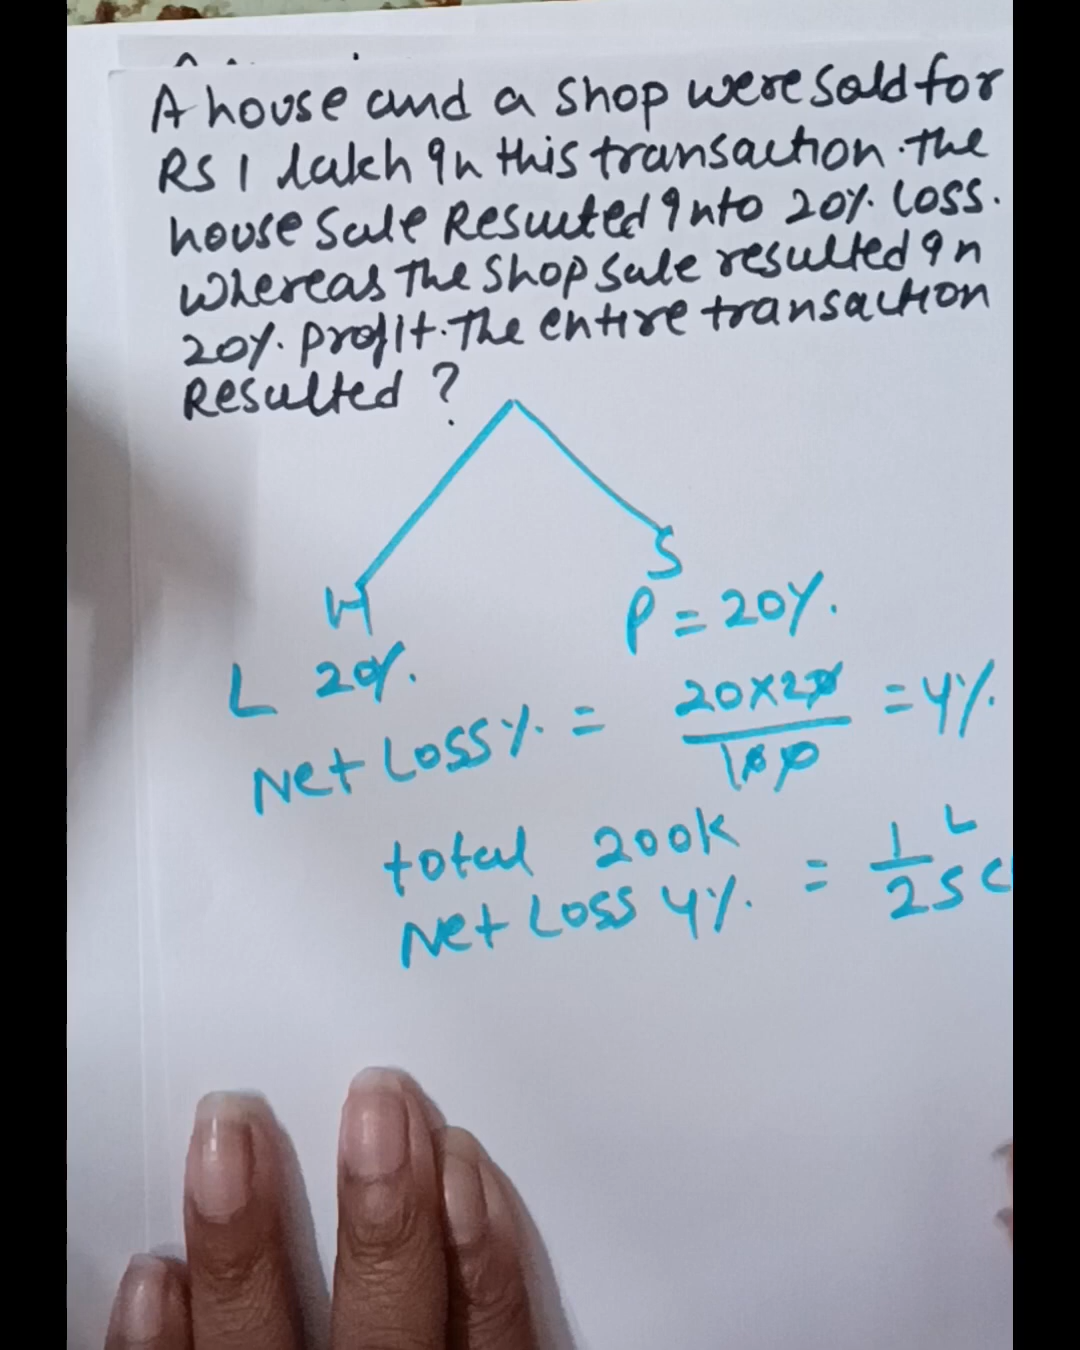 A house and a shop were sold for
RS 1 lakh in this transaction. The
house sale Resulted into 20% loss.
Whereas The shop sale resulted in
20% profit. The entire transaction
Resulted ?
H
S
L 20%.
P = 20%.
Net Loss %. = 20×20/100 = 4%.
total 200k
Net Loss 4%. = 1/25 L